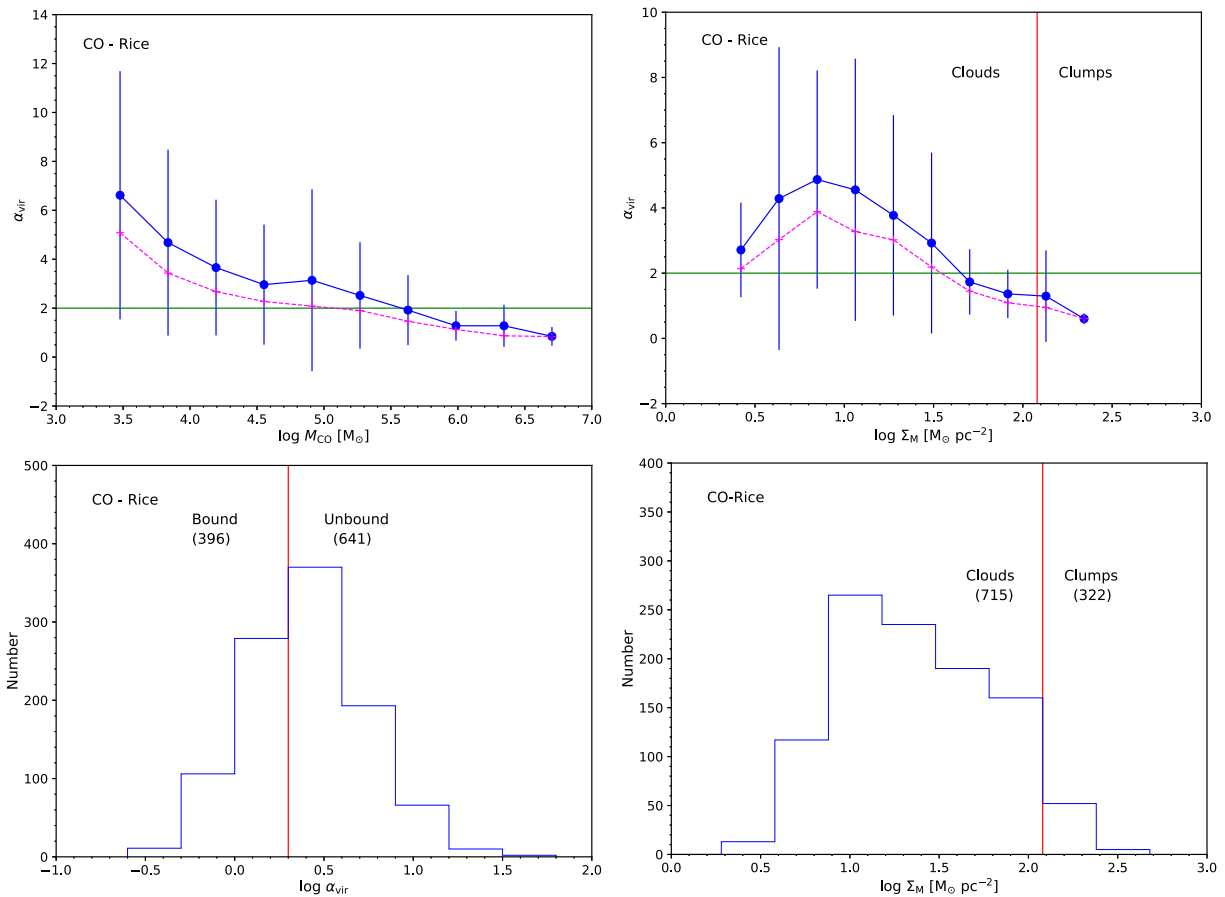 14
12
10
8
6
4
2
0
−2
α_vir
CO - Rice
3.0 3.5 4.0 4.5 5.0 5.5 6.0 6.5 7.0
log M_CO [M_⊙]
10
8
6
4
2
0
−2
α_vir
CO - Rice
Clouds Clumps
0.0 0.5 1.0 1.5 2.0 2.5 3.0
log Σ_M [M_⊙ pc^−2]
500
400
300
200
100
0
Number
CO - Rice
Bound Unbound
(396) (641)
−1.0 −0.5 0.0 0.5 1.0 1.5 2.0
log α_vir
400
350
300
250
200
150
100
50
0
Number
CO-Rice
Clouds Clumps
(715) (322)
0.0 0.5 1.0 1.5 2.0 2.5 3.0
log Σ_M [M_⊙ pc^−2]